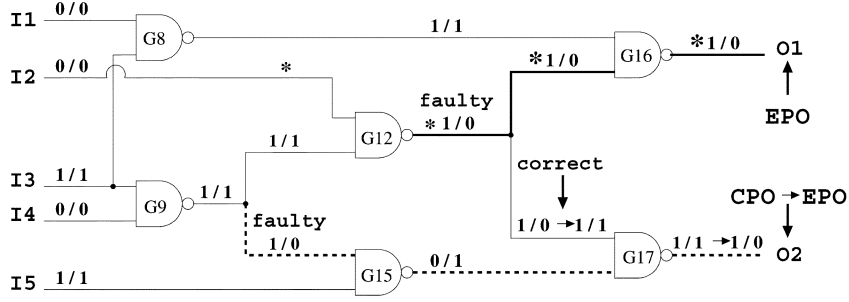 I1 0/0
G8
1/1
G16
*1/0
*1/0
O1
EPO
I2 0/0
*
faulty
*1/0
G12
1/1
correct
I3 1/1
G9
1/1
I4 0/0
faulty
1/0
1/0 → 1/1
G17
CPO → EPO
1/1 → 1/0
O2
G15
0/1
I5 1/1